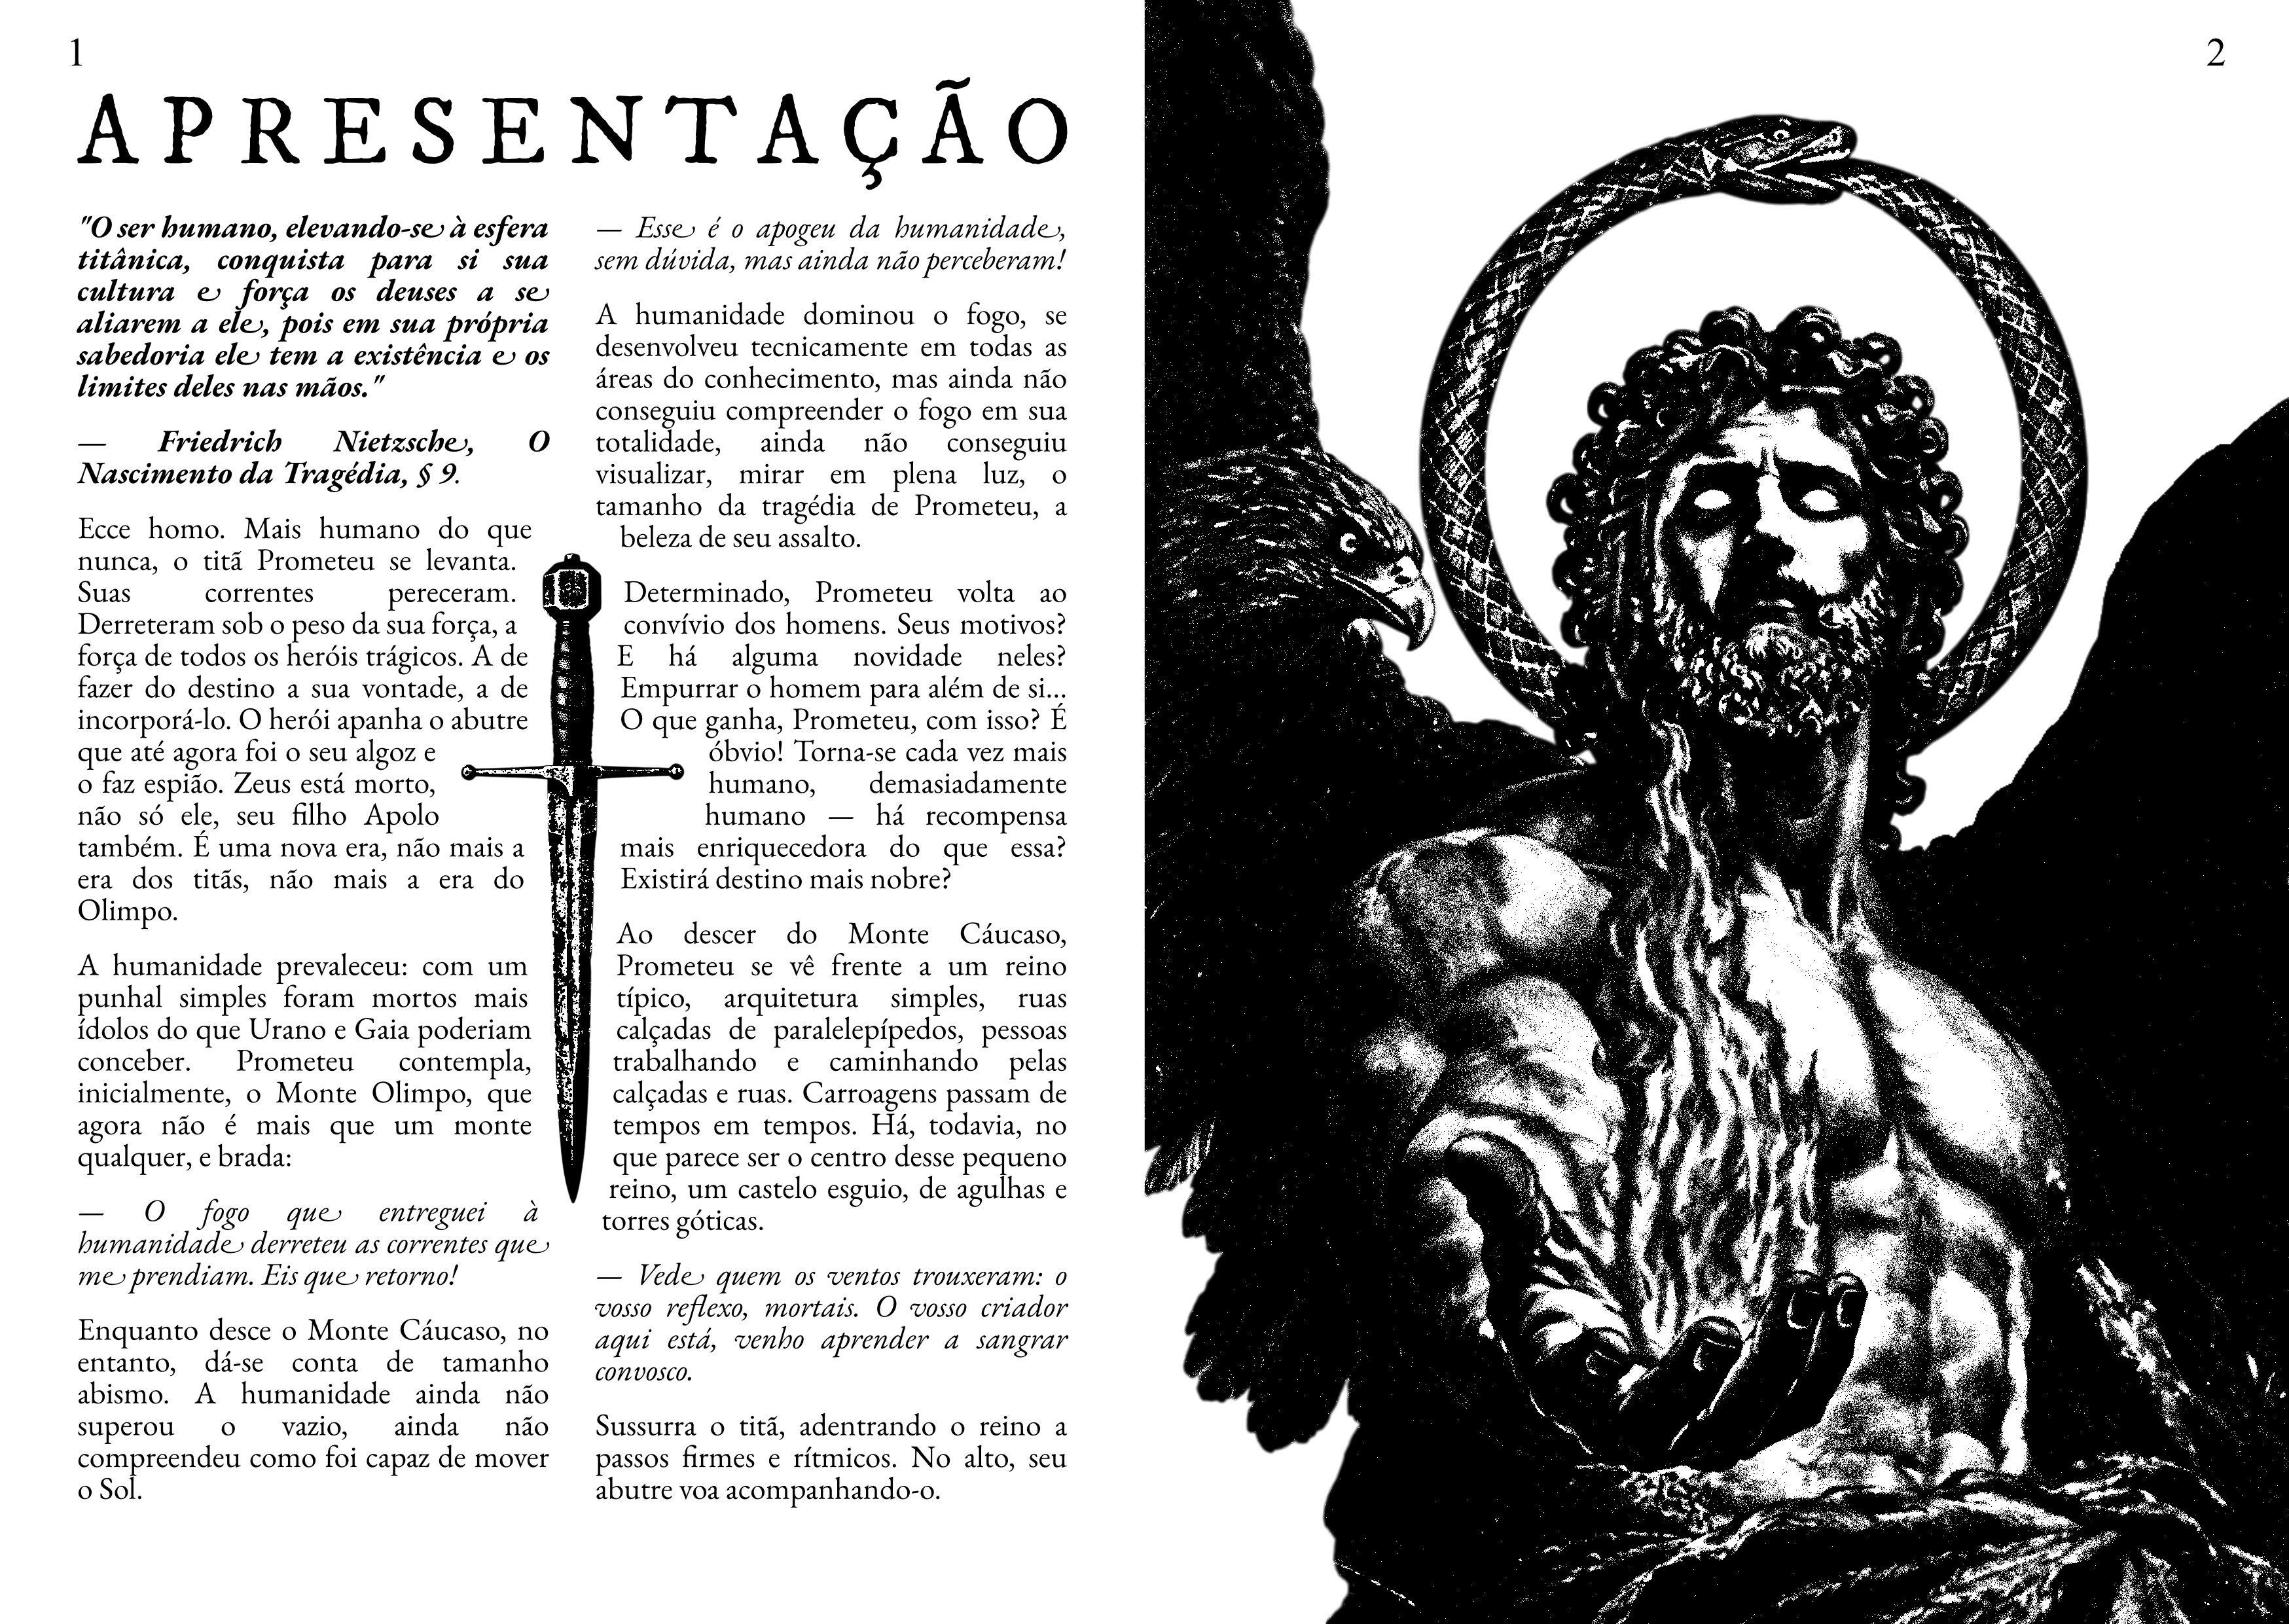 1
2
APRESENTAÇÃO
"O ser humano, elevando-se à esfera
titânica, conquista para si sua
cultura e força os deuses a se
aliarem a ele, pois em sua própria
sabedoria ele tem a existência e os
limites deles nas mãos."
— Friedrich Nietzsche, O
Nascimento da Tragédia, § 9.
Ecce homo. Mais humano do que
nunca, o titã Prometeu se levanta.
Suas correntes pereceram.
Derreteram sob o peso da sua força, a
força de todos os heróis trágicos. A de
fazer do destino a sua vontade, a de
incorporá-lo. O herói apanha o abutre
que até agora foi o seu algoz e
o faz espião. Zeus está morto,
não só ele, seu filho Apolo
também. É uma nova era, não mais a
era dos titãs, não mais a era do
Olimpo.
A humanidade prevaleceu: com um
punhal simples foram mortos mais
ídolos do que Urano e Gaia poderiam
conceber. Prometeu contempla,
inicialmente, o Monte Olimpo, que
agora não é mais que um monte
qualquer, e brada:
— O fogo que entreguei à
humanidade derreteu as correntes que
me prendiam. Eis que retorno!
Enquanto desce o Monte Cáucaso, no
entanto, dá-se conta de tamanho
abismo. A humanidade ainda não
superou o vazio, ainda não
compreendeu como foi capaz de mover
o Sol.
— Esse é o apogeu da humanidade,
sem dúvida, mas ainda não perceberam!
A humanidade dominou o fogo, se
desenvolveu tecnicamente em todas as
áreas do conhecimento, mas ainda não
conseguiu compreender o fogo em sua
totalidade, ainda não conseguiu
visualizar, mirar em plena luz, o
tamanho da tragédia de Prometeu, a
beleza de seu assalto.
Determinado, Prometeu volta ao
convívio dos homens. Seus motivos?
E há alguma novidade neles?
Empurrar o homem para além de si...
O que ganha, Prometeu, com isso? É
óbvio! Torna-se cada vez mais
humano, demasiadamente
humano — há recompensa
mais enriquecedora do que essa?
Existirá destino mais nobre?
Ao descer do Monte Cáucaso,
Prometeu se vê frente a um reino
típico, arquitetura simples, ruas
calçadas de paralelepípedos, pessoas
trabalhando e caminhando pelas
calçadas e ruas. Carroagens passam de
tempos em tempos. Há, todavia, no
que parece ser o centro desse pequeno
reino, um castelo esguio, de agulhas e
torres góticas.
— Vede quem os ventos trouxeram: o
vosso reflexo, mortais. O vosso criador
aqui está, venho aprender a sangrar
convosco.
Sussurra o titã, adentrando o reino a
passos firmes e rítmicos. No alto, seu
abutre voa acompanhando-o.